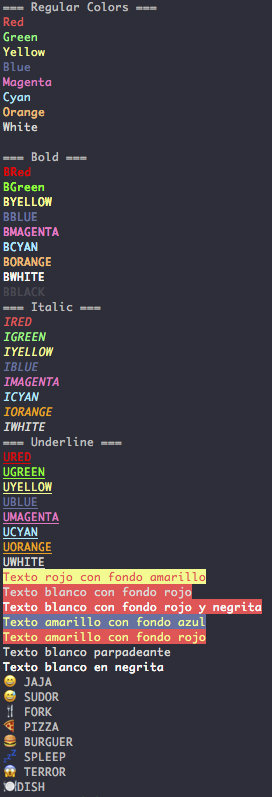 === Regular Colors ===
Red
Green
Yellow
Blue
Magenta
Cyan
Orange
White
=== Bold ===
BRed
BGreen
BYELLOW
BBLUE
BMAGENTA
BCYAN
BORANGE
BWHITE
BBLACK
=== Italic ===
IRED
IGREEN
IYELLOW
IBLUE
IMAGENTA
ICYAN
IORANGE
IWHITE
=== Underline ===
URED
UGREEN
UYELLOW
UBLUE
UMAGENTA
UCYAN
UORANGE
UWHITE
Texto rojo con fondo amarillo
Texto blanco con fondo rojo
Texto blanco con fondo rojo y negrita
Texto amarillo con fondo azul
Texto amarillo con fondo rojo
Texto blanco parpadeante
Texto blanco en negrita
😄 JAJA
😅 SUDOR
🍴 FORK
🍕 PIZZA
🍔 BURGUER
💤 SPLEEP
😱 TERROR
🍽️DISH